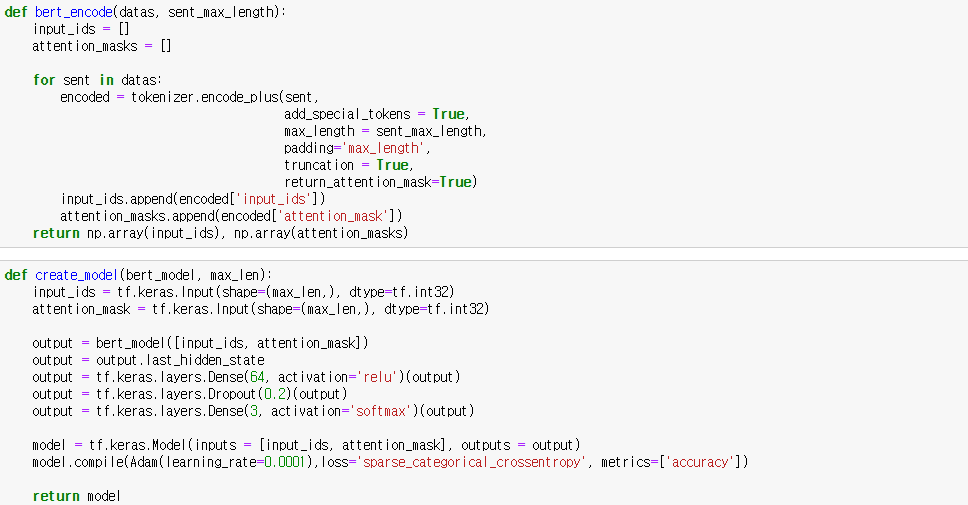 def bert_encode(datas, sent_max_length):
    input_ids = []
    attention_masks = []
    for sent in datas:
        encoded = tokenizer.encode_plus(sent,
                                        add_special_tokens = True,
                                        max_length = sent_max_length,
                                        padding='max_length',
                                        truncation = True,
                                        return_attention_mask=True)
        input_ids.append(encoded['input_ids'])
        attention_masks.append(encoded['attention_mask'])
    return np.array(input_ids), np.array(attention_masks)
def create_model(bert_model, max_len):
    input_ids = tf.keras.Input(shape=(max_len,), dtype=tf.int32)
    attention_mask = tf.keras.Input(shape=(max_len,), dtype=tf.int32)
    output = bert_model([input_ids, attention_mask])
    output = output.last_hidden_state
    output = tf.keras.layers.Dense(64, activation='relu')(output)
    output = tf.keras.layers.Dropout(0.2)(output)
    output = tf.keras.layers.Dense(3, activation='softmax')(output)
    model = tf.keras.Model(inputs = [input_ids, attention_mask], outputs = output)
    model.compile(Adam(learning_rate=0.0001),loss='sparse_categorical_crossentropy', metrics=['accuracy'])
    return model